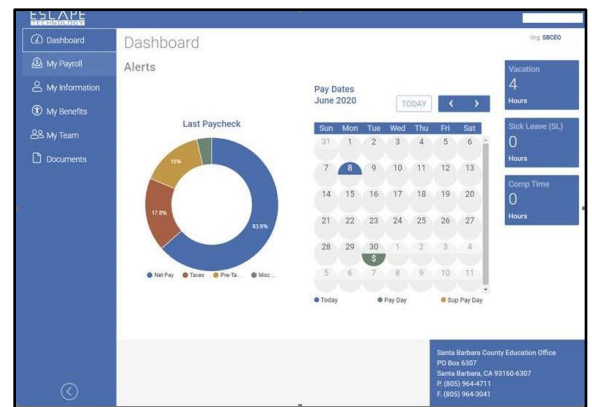 ESCAPE
TECHNOLOGY
Dashboard
My Payroll
My Information
My Benefits
My Team
Documents
Dashboard
Org: SBCEO
Alerts
Last Paycheck
15%
17.8%
63.8%
Net Pay Taxes Pre-Ta... Misc...
Pay Dates
June 2020
TODAY
Sun Mon Tue Wed Thu Fri Sat
31 1 2 3 4 5 6
7 8 9 10 11 12 13
14 15 16 17 18 19 20
21 22 23 24 25 26 27
28 29 30 1 2 3 4
$
5 6 7 8 9 10 11
Today Pay Day Sup Pay Day
Vacation
4
Hours
Sick Leave (SL)
0
Hours
Comp Time
0
Hours
Santa Barbara County Education Office
PO Box 6307
Santa Barbara, CA 93160-6307
P. (805) 964-4711
F. (805) 964-3041